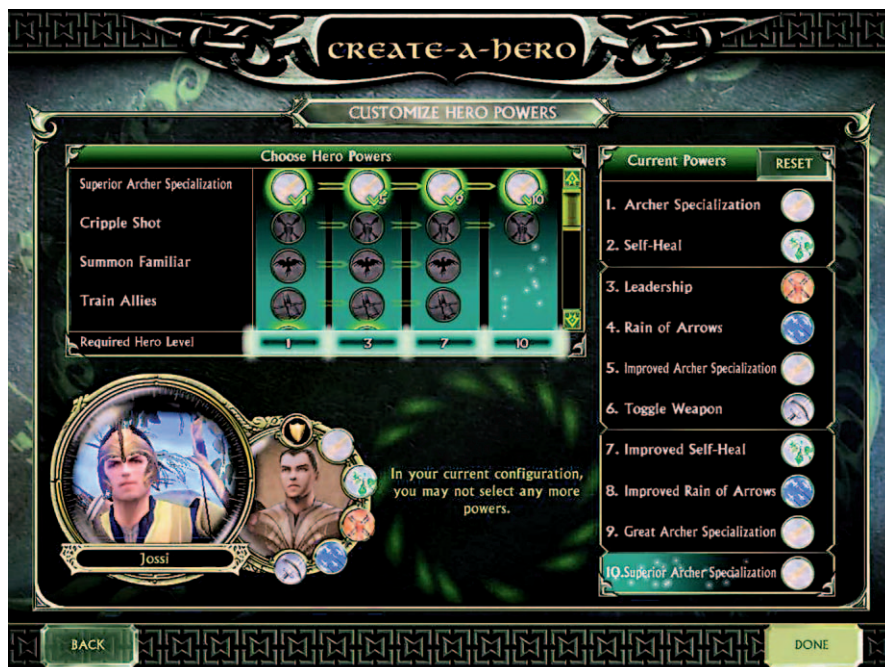 CREATE-A-HERO
CUSTOMIZE HERO POWERS
Choose Hero Powers
Superior Archer Specialization
1 5 9 10
Cripple Shot
Summon Familiar
Train Allies
Required Hero Level
1 3 7 10
Jossi
In your current configuration,
you may not select any more
powers.
Current Powers
RESET
1. Archer Specialization
2. Self-Heal
3. Leadership
4. Rain of Arrows
5. Improved Archer Specialization
6. Toggle Weapon
7. Improved Self-Heal
8. Improved Rain of Arrows
9. Great Archer Specialization
10.Superior Archer Specialization
BACK
DONE